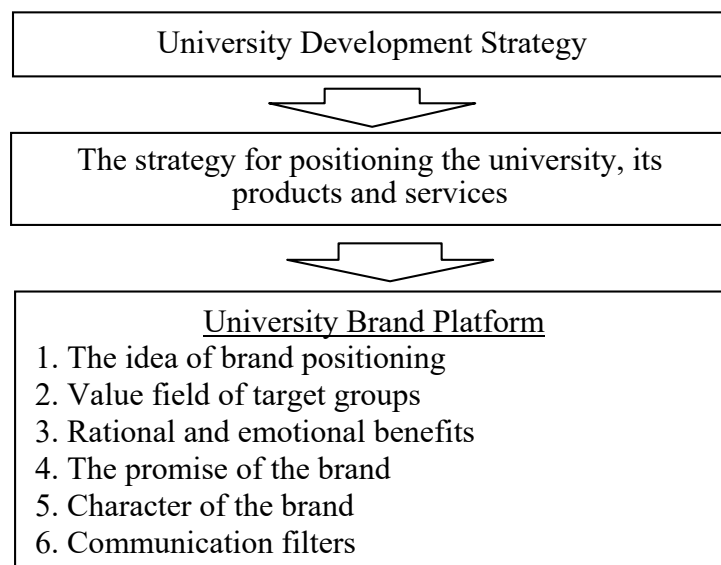 University Development Strategy
The strategy for positioning the university, its
products and services
University Brand Platform
1. The idea of brand positioning
2. Value field of target groups
3. Rational and emotional benefits
4. The promise of the brand
5. Character of the brand
6. Communication filters